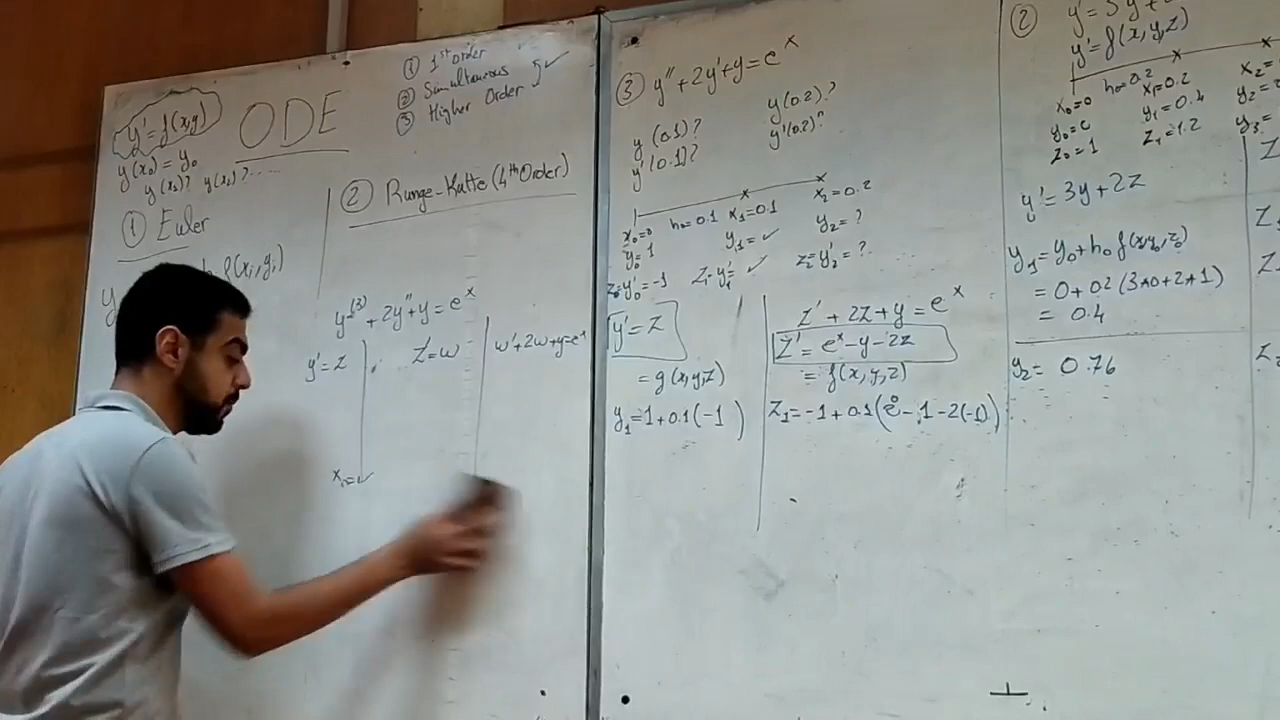 ① 1st Order
② Simultaneous
③ Higher Order ✓
y' = f(x,y)
ODE
y(x₀) = y₀
y(x₁)? y(x₂)? .....
① Euler
f(xᵢ, yᵢ)
y
② Runge-Kutta (4th Order)
y⁽³⁾ + 2y'' + y = eˣ
y' = z
z' = w
w' + 2w + y = eˣ
③ y'' + 2y' + y = eˣ
y(0.1)? y(0.2)?
y'(0.1)? y'(0.2)?
x₀=0 h=0.1 x₁=0.1 x₂=0.2
y₀=1 y₁= ✓ y₂= ?
z₀=y'₀=-1 z₁=y'₁= ✓ z₂=y'₂= ?
y' = z
= g(x,y,z)
y₁=1+0.1(-1)
z' + 2z + y = eˣ
z' = eˣ-y-2z
= f(x,y,z)
z₁=-1+0.1(e⁰-1-2(-1))
②
y' = f(x,y,z)
x₀=0 h=0.2 x₁=0.2 x₂=
y₀=0 y₁=0.4 y₂=
z₀=1 z₁=1.2 y₃=
y' = 3y + 2z
y₁=y₀+h₀ f(x₀,y₀,z₀)
= 0+0.2(3*0+2*1)
= 0.4
y₂= 0.76